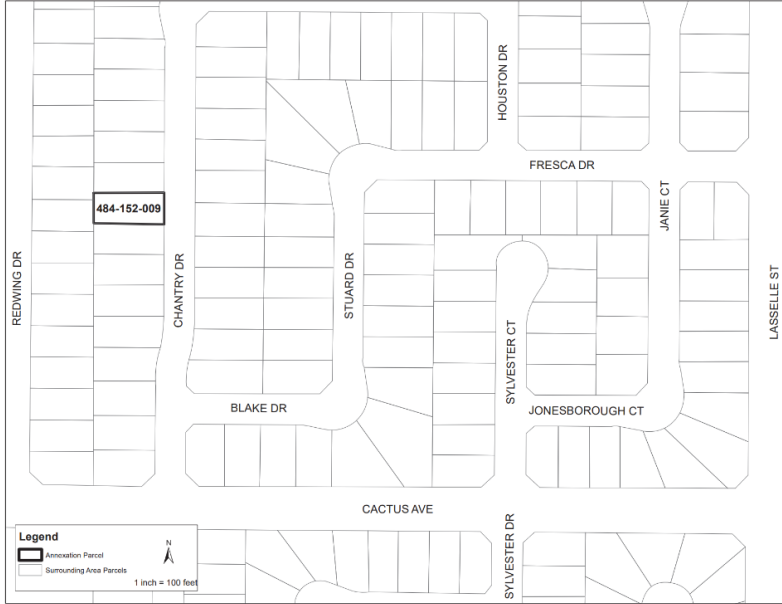 HOUSTON DR
FRESCA DR
484-152-009
JANIE CT
REDWING DR
CHANTRY DR
STUARD DR
LASSELLE ST
SYLVESTER CT
BLAKE DR
JONESBOROUGH CT
CACTUS AVE
SYLVESTER DR
Legend
Annexation Parcel
Surrounding Area Parcels
N
1 inch = 100 feet